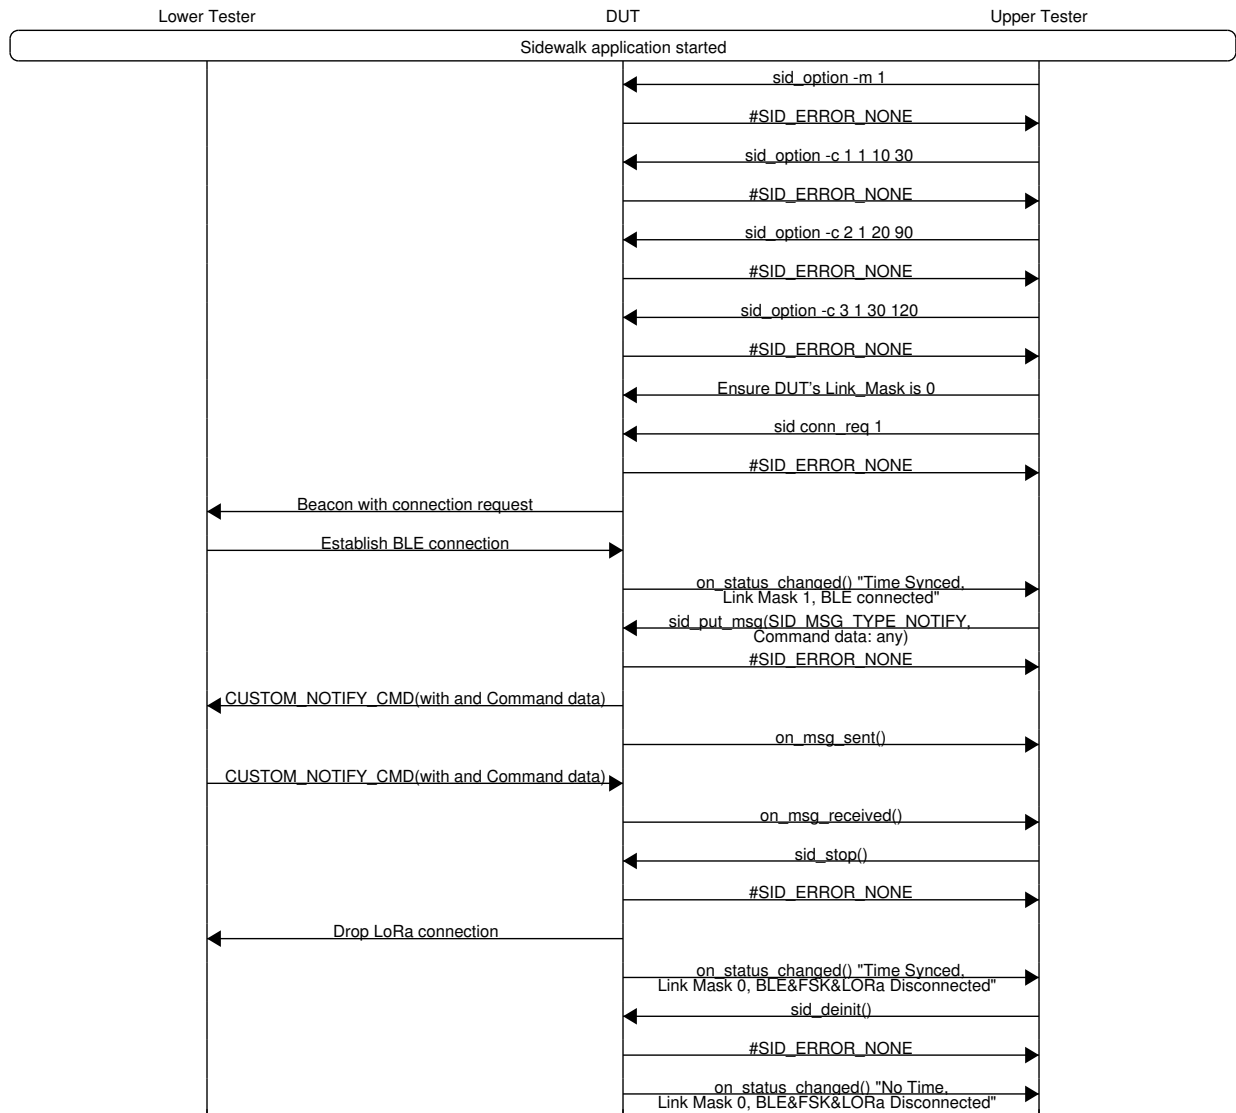 Lower Tester
DUT
Upper Tester
Sidewalk application started
sid_option -m 1
#SID_ERROR_NONE
sid_option -c 1 1 10 30
#SID_ERROR_NONE
sid_option -c 2 1 20 90
#SID_ERROR_NONE
sid_option -c 3 1 30 120
#SID_ERROR_NONE
Ensure DUT's Link_Mask is 0
sid conn_req 1
#SID_ERROR_NONE
Beacon with connection request
Establish BLE connection
on_status_changed() "Time Synced,
Link Mask 1, BLE connected"
sid_put_msg(SID_MSG_TYPE_NOTIFY,
Command data: any)
#SID_ERROR_NONE
CUSTOM_NOTIFY_CMD(with and Command data)
on_msg_sent()
CUSTOM_NOTIFY_CMD(with and Command data)
on_msg_received()
sid_stop()
#SID_ERROR_NONE
Drop LoRa connection
on_status_changed() "Time Synced,
Link Mask 0, BLE&FSK&LORa Disconnected"
sid_deinit()
#SID_ERROR_NONE
on_status_changed() "No Time,
Link Mask 0, BLE&FSK&LORa Disconnected"